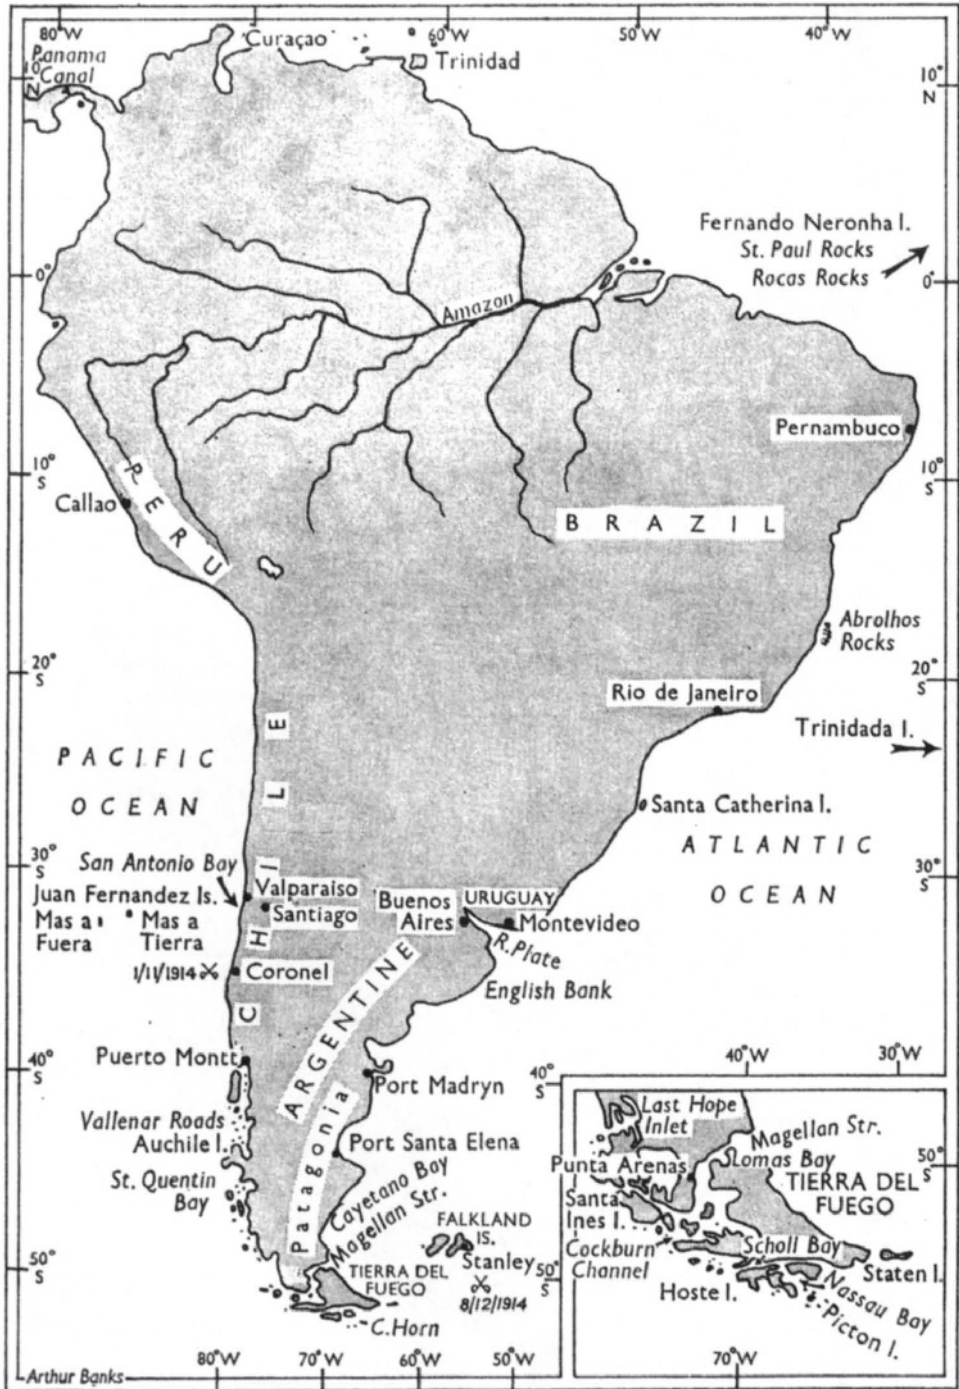 80°W
Curaçao
60°W
50°W
40°W
Panama
Canal
Trinidad
10°
N
10°
N
Fernando Neronha I.
St. Paul Rocks
Rocas Rocks
0°
0°
Amazon
Pernambuco
10°
S
10°
S
Callao
PERU
BRAZIL
Abrolhos
Rocks
20°
S
20°
S
Rio de Janeiro
Trinidada I.
PACIFIC
OCEAN
CHILE
Santa Catherina I.
ATLANTIC
OCEAN
30°
S
30°
S
San Antonio Bay
Juan Fernandez Is.
Mas a
Fuera
Mas a
Tierra
Valparaiso
Santiago
Buenos
Aires
URUGUAY
Montevideo
R. Plate
English Bank
1/11/1914
Coronel
ARGENTINE
Puerto Montt
40°
S
40°
S
Port Madryn
Vallenar Roads
Auchile I.
Patagonia
Port Santa Elena
St. Quentin
Bay
Cayetano Bay
Magellan Str.
FALKLAND
IS.
Stanley
8/12/1914
50°
S
50°
S
TIERRA DEL
FUEGO
C. Horn
80°W
70°W
60°W
50°W
Arthur Banks
40°W
30°W
Last Hope
Inlet
Magellan Str.
Lomas Bay
50°
S
Punta Arenas
TIERRA DEL
FUEGO
Santa
Ines I.
Cockburn
Channel
Scholl Bay
Staten I.
Hoste I.
Nassau Bay
Picton I.
70°W